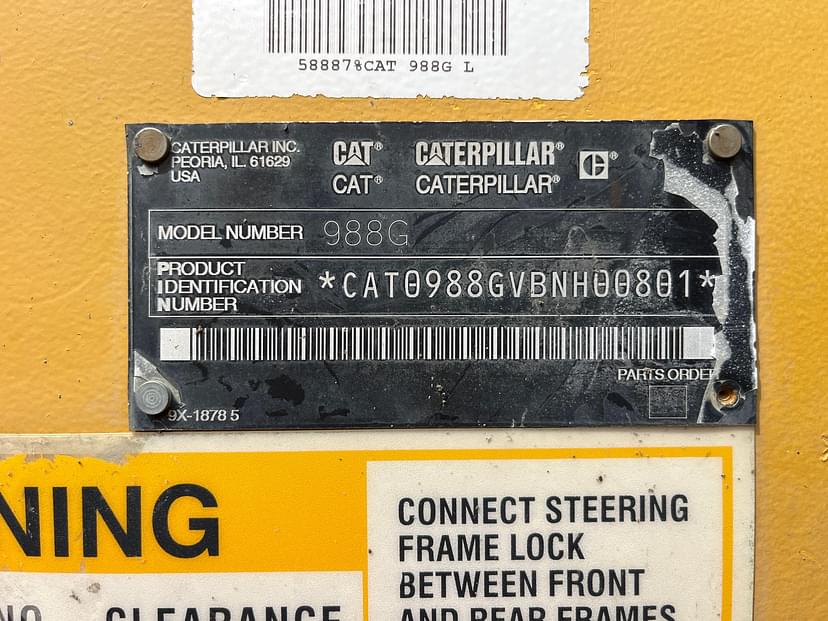 58887%CAT 988G L
CATERPILLAR INC.
PEORIA, IL. 61629
USA
CAT® CATERPILLAR® C®
CAT® CATERPILLAR®
MODEL NUMBER 988G
PRODUCT
IDENTIFICATION
NUMBER
*CAT0988GVBNH00801*
PARTS ORDER
9X-1878 5
NING
CLEARANCE
CONNECT STEERING
FRAME LOCK
BETWEEN FRONT
AND REAR FRAMES